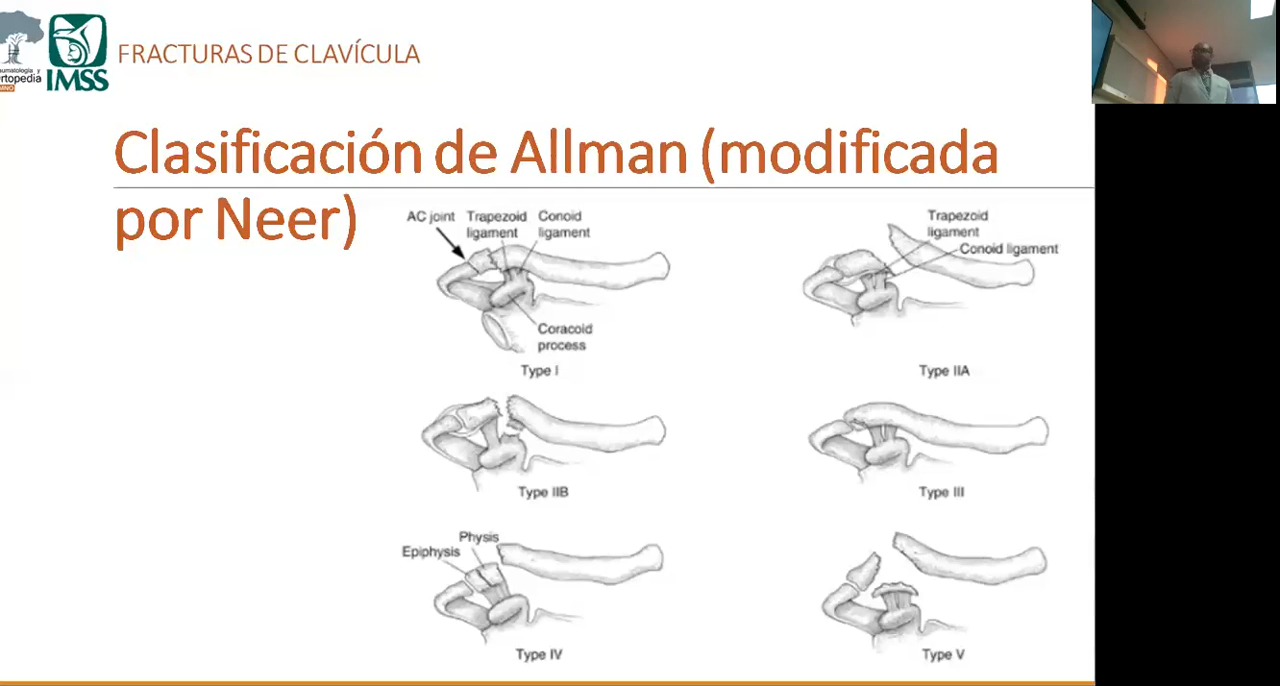 FRACTURAS DE CLAVÍCULA
IMSS
Clasificación de Allman (modificada
por Neer)
AC joint
Trapezoid
ligament
Conoid
ligament
Coracoid
process
Type I
Trapezoid
ligament
Conoid ligament
Type IIA
Type IIB
Type III
Epiphysis
Physis
Type IV
Type V